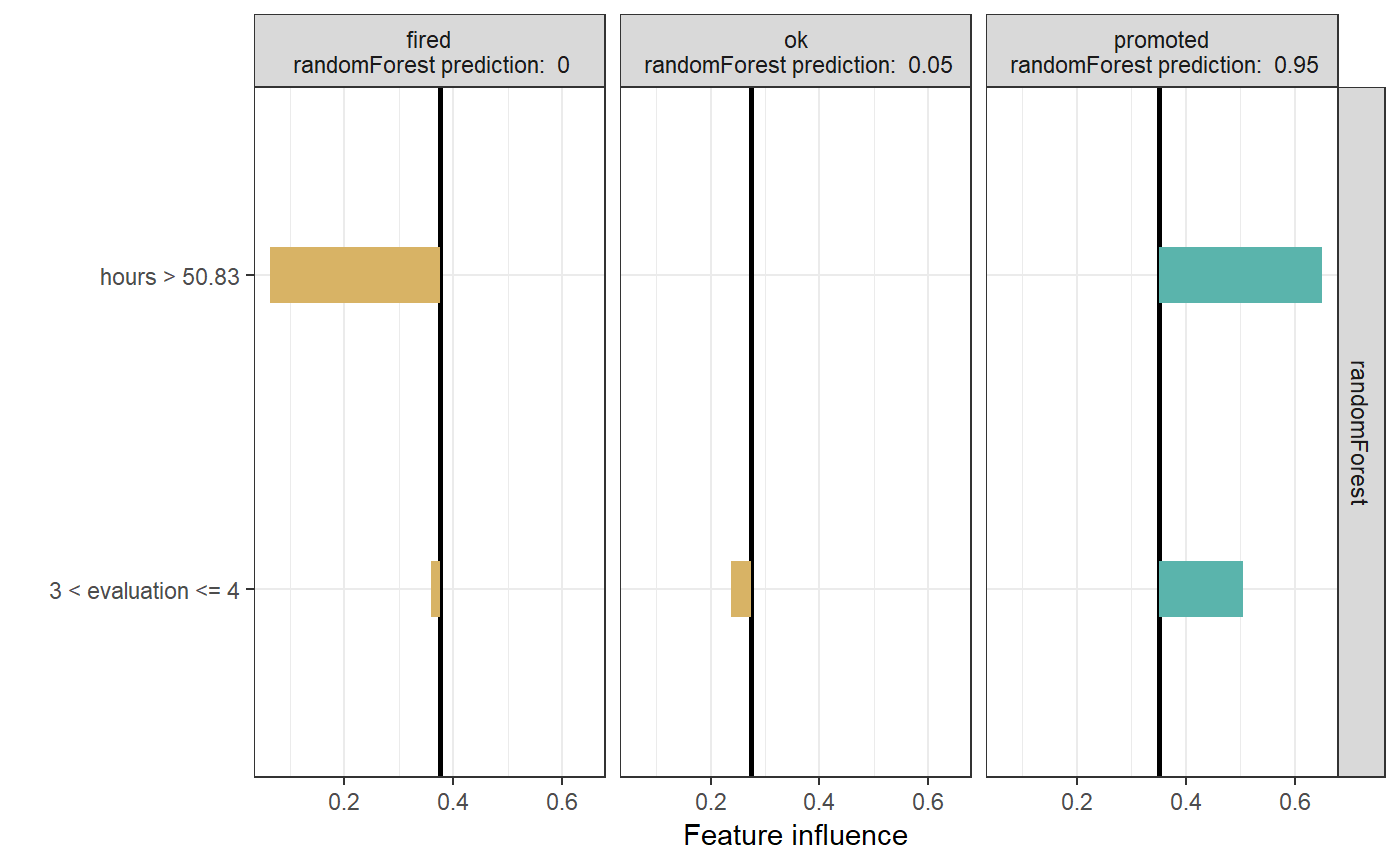 fired
randomForest prediction:  0
ok
randomForest prediction:  0.05
promoted
randomForest prediction:  0.95
hours > 50.83
3 < evaluation <= 4
randomForest
0.2 0.4 0.6
0.2 0.4 0.6
0.2 0.4 0.6
Feature influence